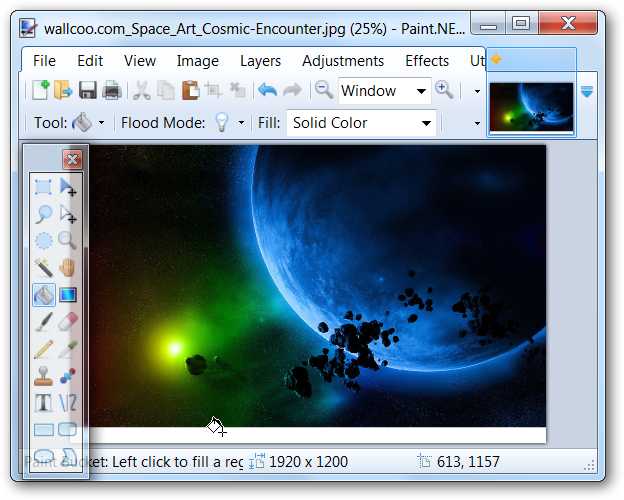 wallcoo.com_Space_Art_Cosmic-Encounter.jpg (25%) - Paint.NE...
File Edit View Image Layers Adjustments Effects Ut
Window
Tool: Flood Mode: Fill: Solid Color
Paint Bucket: Left click to fill a reg 1920 x 1200 613, 1157